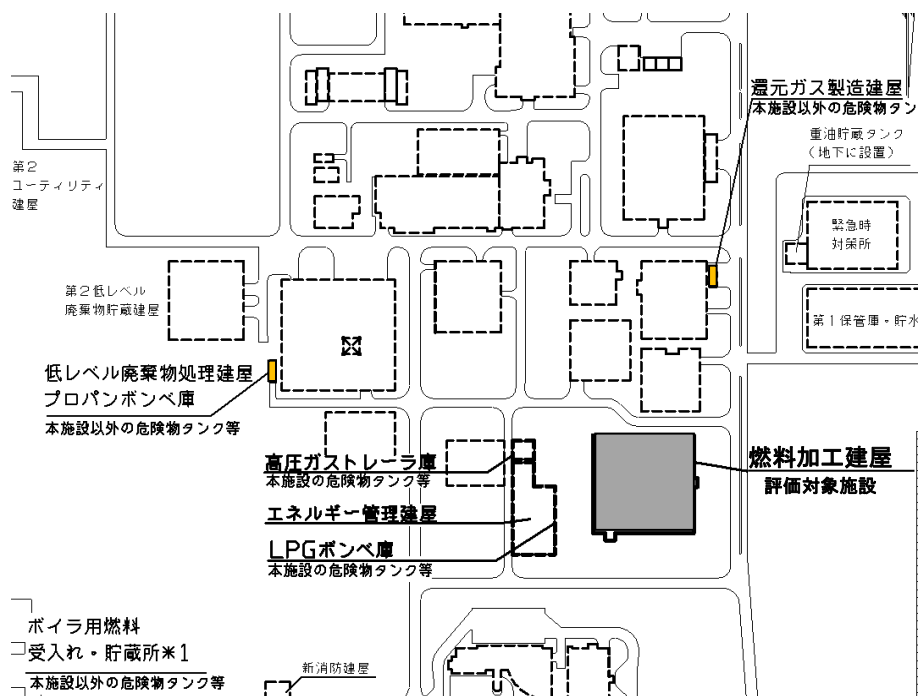 還元ガス製造建屋
本施設以外の危険物タン
重油貯蔵タンク
(地下に設置)
第2
ユーティリティ
建屋
緊急時
対策所
第2低レベル
廃棄物貯蔵建屋
第1保管庫・貯水
低レベル廃棄物処理建屋
プロパンボンベ庫
本施設以外の危険物タンク等
高圧ガストレーラ庫
本施設の危険物タンク等
燃料加工建屋
評価対象施設
エネルギー管理建屋
LPGボンベ庫
本施設の危険物タンク等
ボイラ用燃料
受入れ・貯蔵所*1
本施設以外の危険物タンク等
新消防建屋